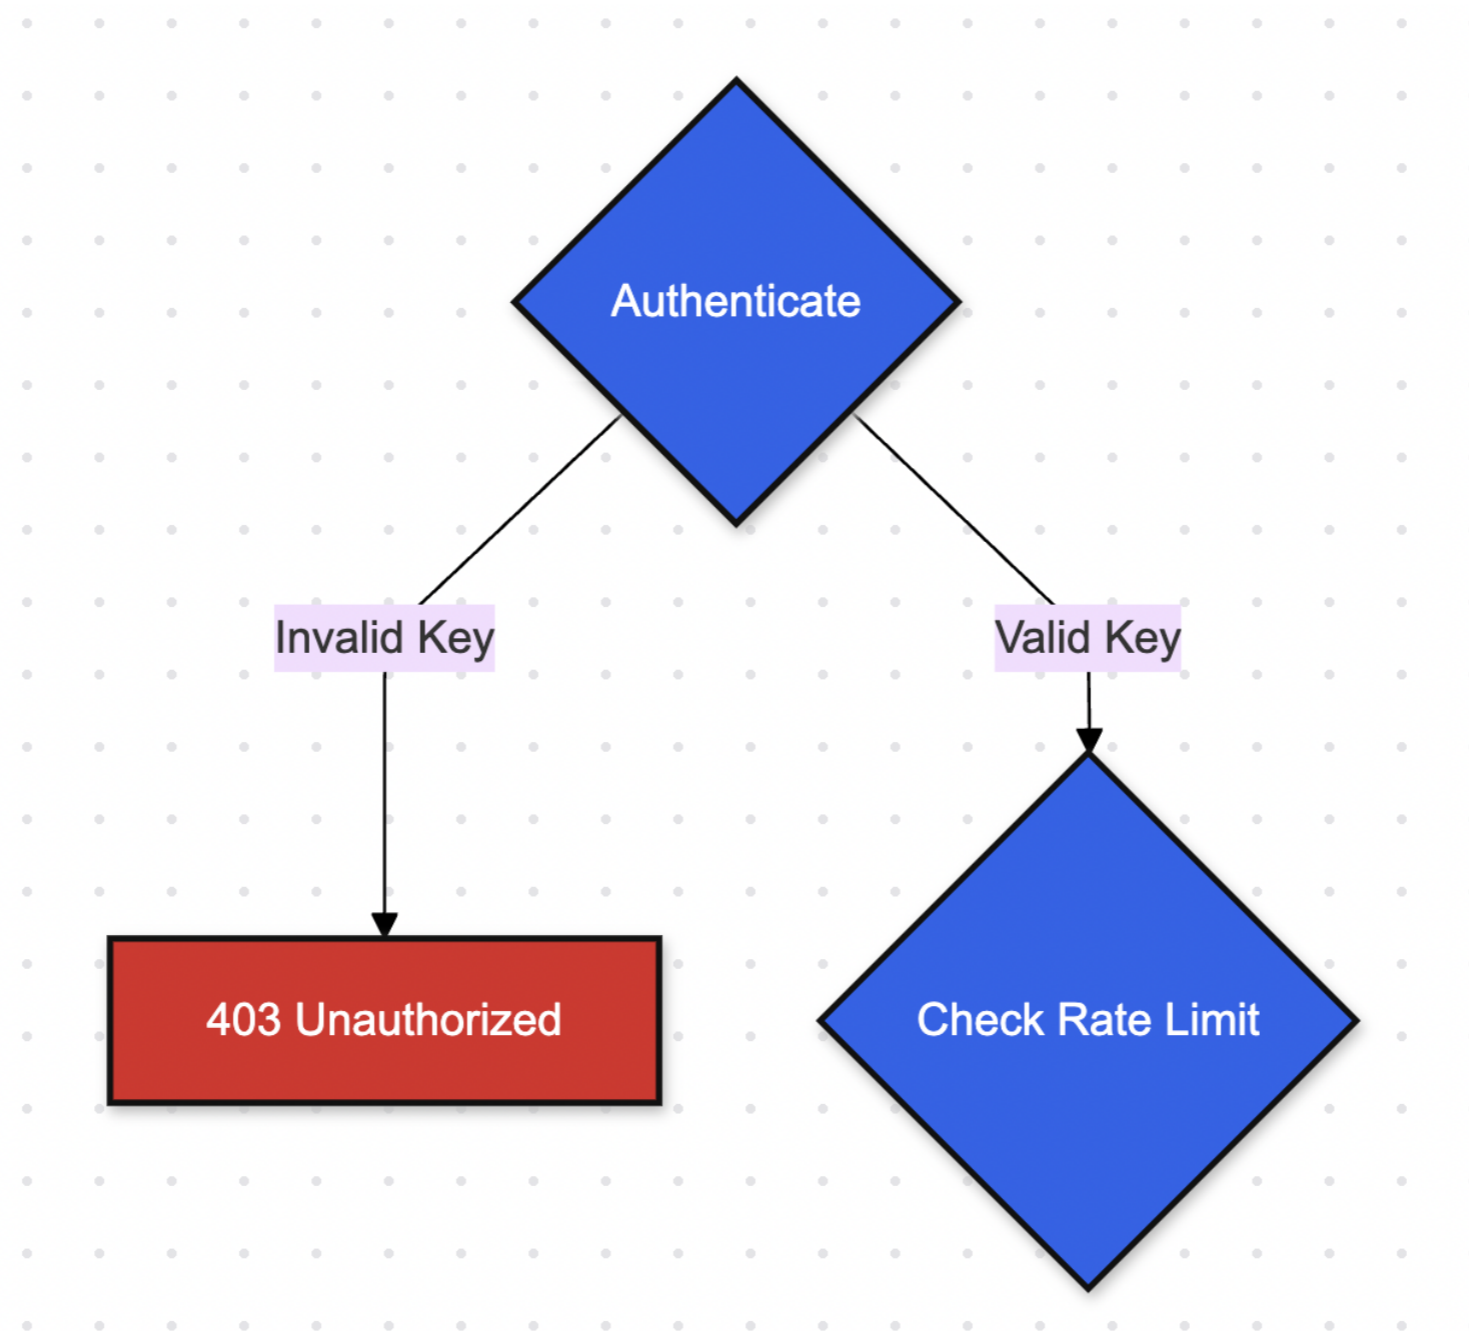 Authenticate
Invalid Key
Valid Key
403 Unauthorized
Check Rate Limit